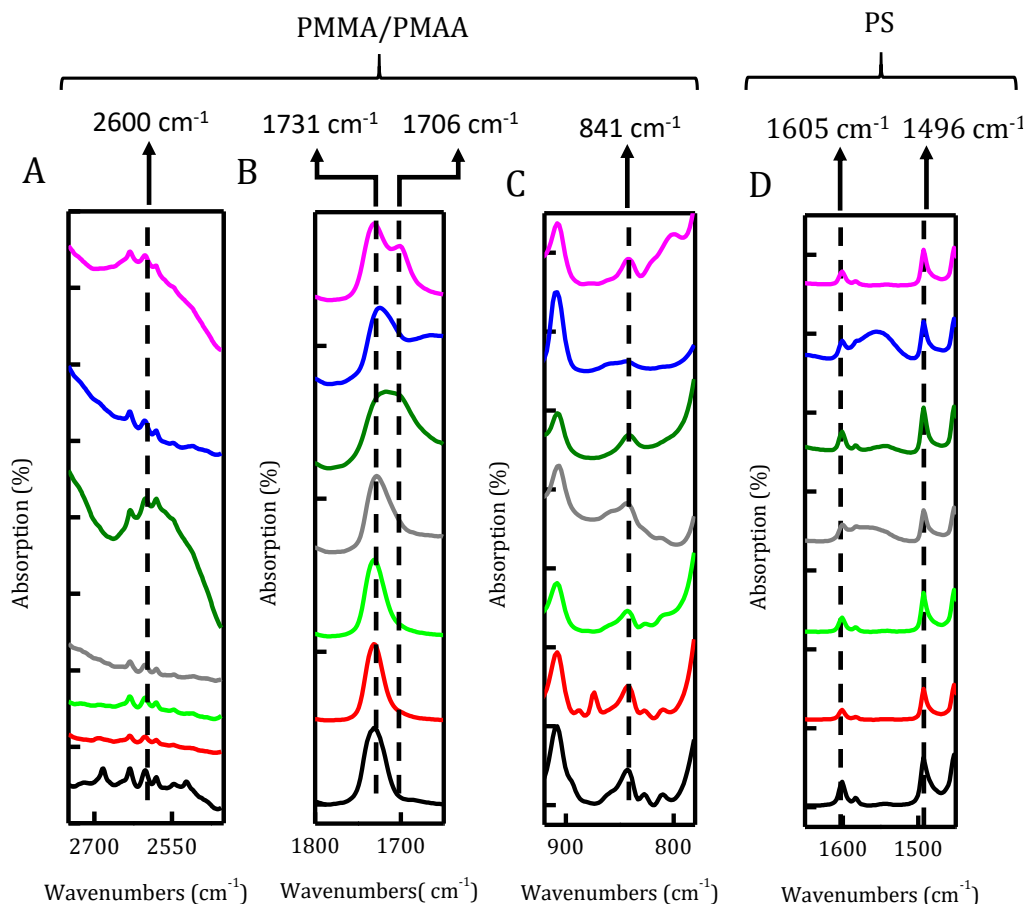 PMMA/PMAA
PS
2600 cm⁻¹
1731 cm⁻¹
1706 cm⁻¹
841 cm⁻¹
1605 cm⁻¹
1496 cm⁻¹
A
B
C
D
Absorption (%)
Absorption (%)
Absorption (%)
Absorption (%)
2700 2550
1800 1700
900 800
1600 1500
Wavenumbers (cm⁻¹)
Wavenumbers( cm⁻¹)
Wavenumbers (cm⁻¹)
Wavenumbers (cm⁻¹)